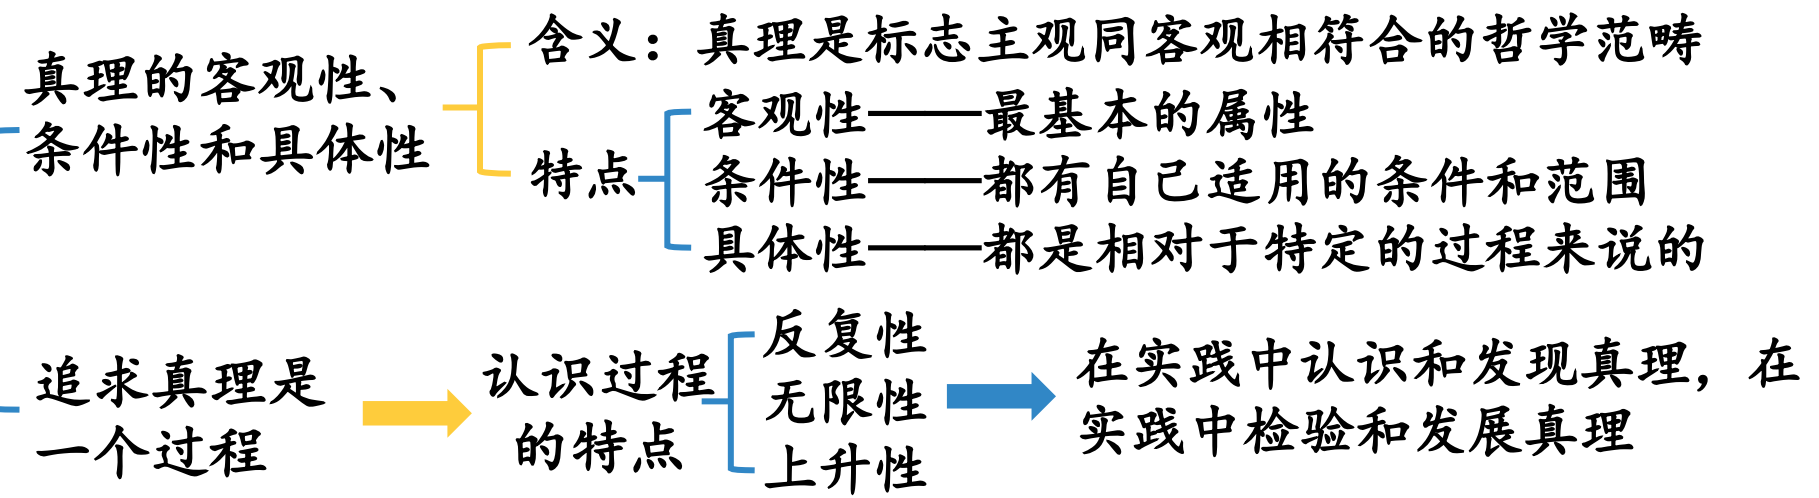 真理的客观性、
条件性和具体性
含义：真理是标志主观同客观相符合的哲学范畴
特点
客观性——最基本的属性
条件性——都有自己适用的条件和范围
具体性——都是相对于特定的过程来说的
追求真理是
一个过程
认识过程
的特点
反复性
无限性
上升性
在实践中认识和发现真理，在
实践中检验和发展真理